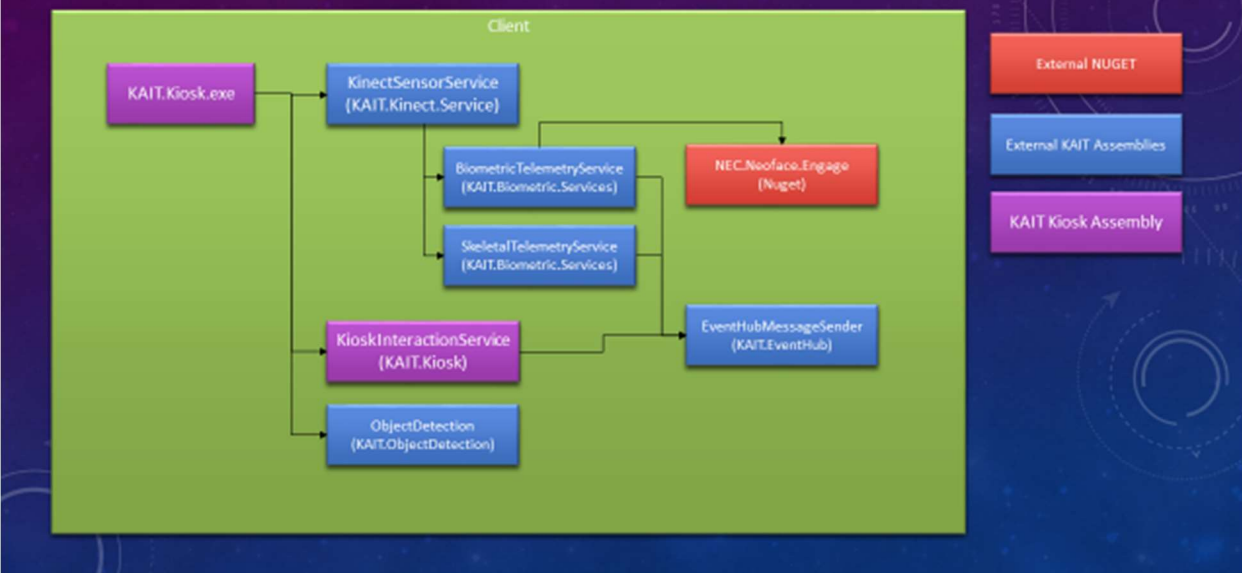 Client
KAIT.Kiosk.exe
KinectSensorService
(KAIT.Kinect.Service)
BiometricTelemetryService
(KAIT.Biometric.Services)
NEC.Neoface.Engage
(Nuget)
SkeletalTelemetryService
(KAIT.Biometric.Services)
KioskInteractionService
(KAIT.Kiosk)
EventHubMessageSender
(KAIT.EventHub)
ObjectDetection
(KAIT.ObjectDetection)
External NUGET
External KAIT Assemblies
KAIT Kiosk Assembly